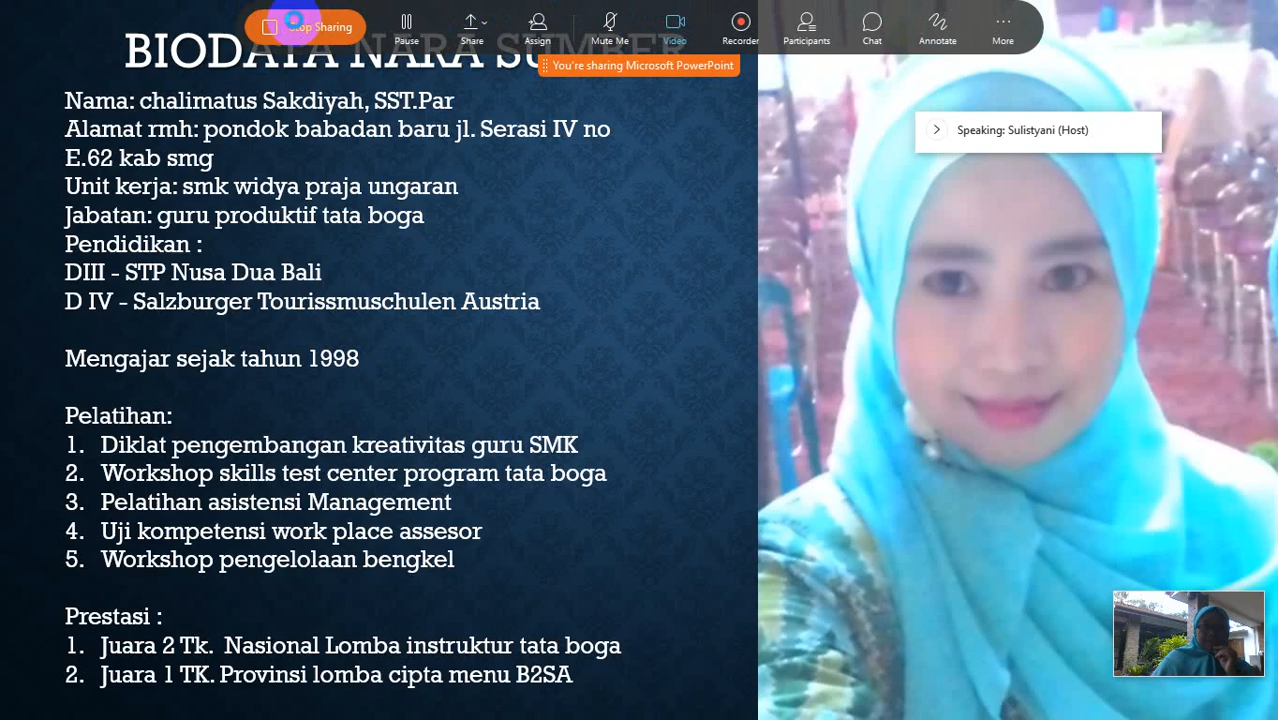 Stop Sharing
Pause
Share
Assign
Mute Me
Video
Recorder
Participants
Chat
Annotate
More
You're sharing Microsoft PowerPoint
Speaking: Sulistyani (Host)
BIODATA NARA SUMBER
Nama: chalimatus Sakdiyah, SST.Par
Alamat rmh: pondok babadan baru jl. Serasi IV no
E.62 kab smg
Unit kerja: smk widya praja ungaran
Jabatan: guru produktif tata boga
Pendidikan :
DIII - STP Nusa Dua Bali
D IV - Salzburger Tourissmuschulen Austria
Mengajar sejak tahun 1998
Pelatihan:
1. Diklat pengembangan kreativitas guru SMK
2. Workshop skills test center program tata boga
3. Pelatihan asistensi Management
4. Uji kompetensi work place assesor
5. Workshop pengelolaan bengkel
Prestasi :
1. Juara 2 Tk. Nasional Lomba instruktur tata boga
2. Juara 1 TK. Provinsi lomba cipta menu B2SA